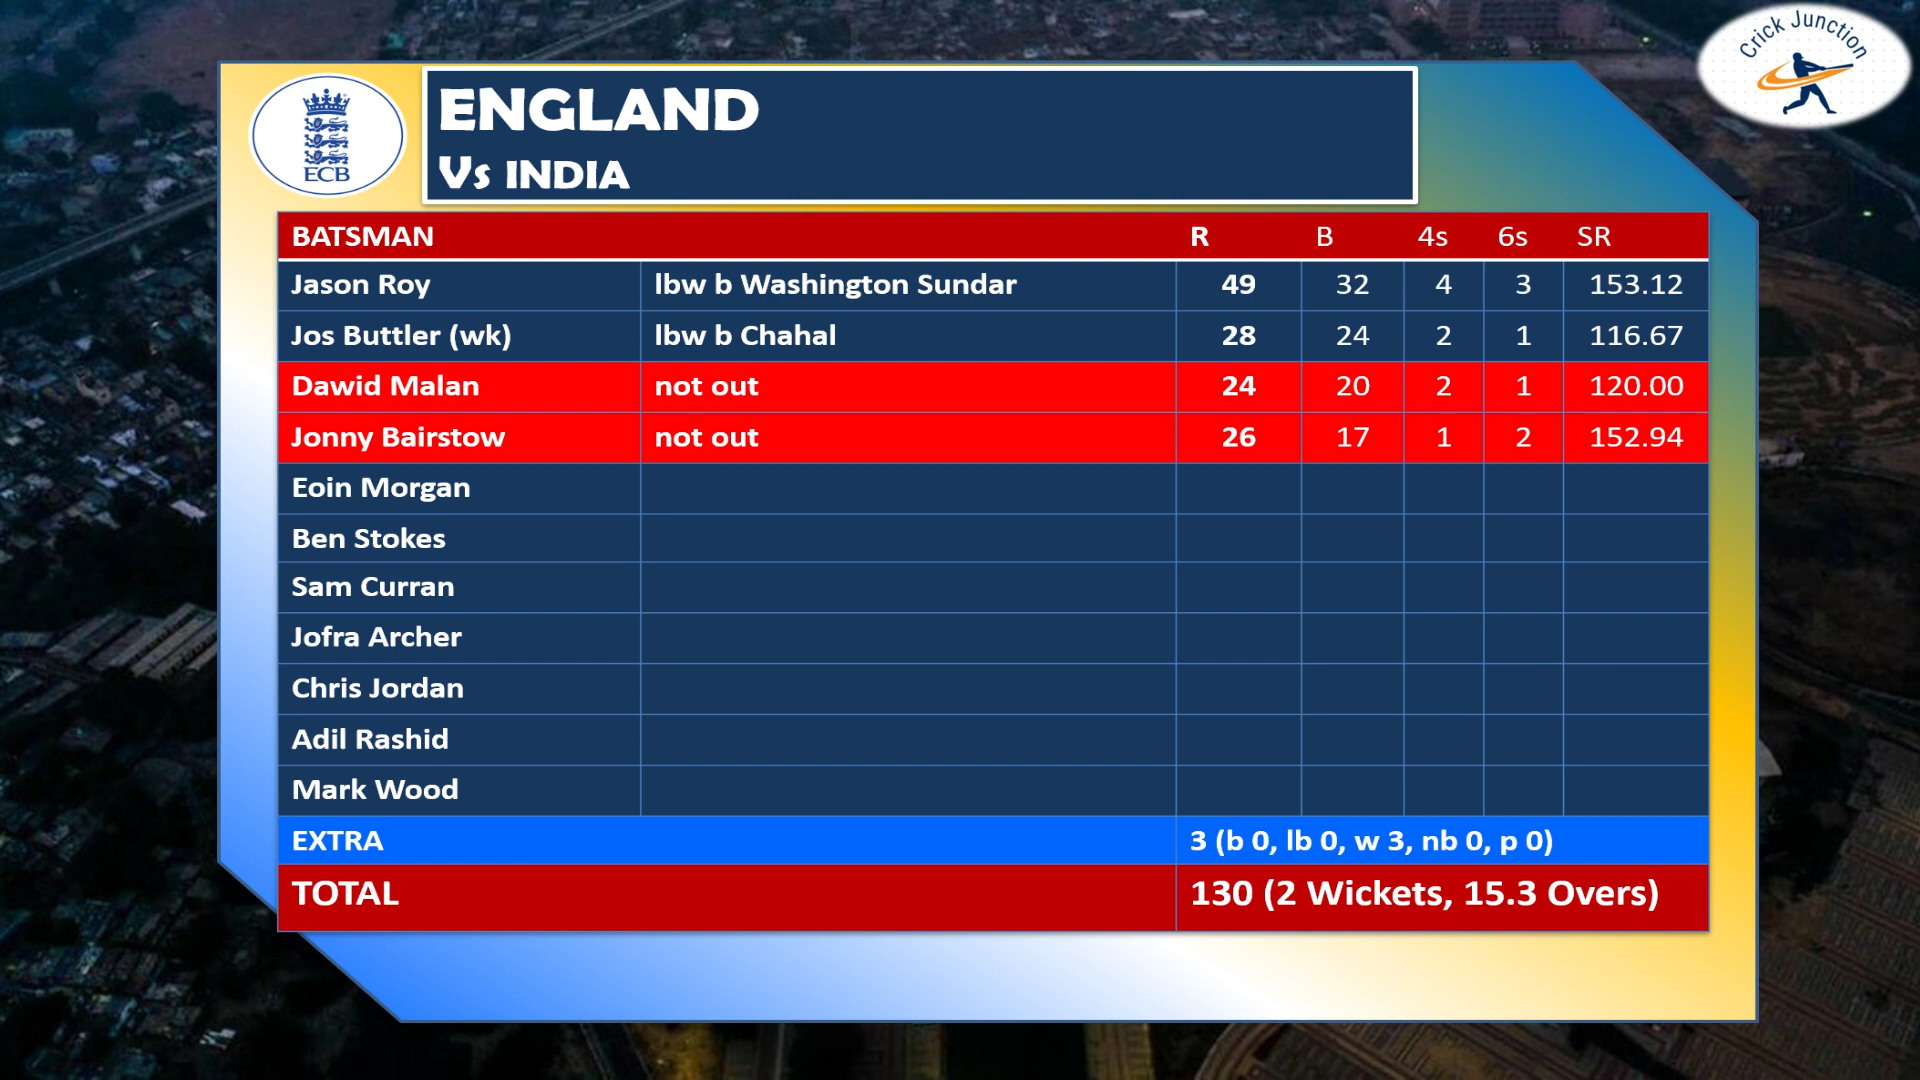 Crick Junction
ECB
ENGLAND
Vs INDIA
BATSMAN R B 4s 6s SR
Jason Roy lbw b Washington Sundar 49 32 4 3 153.12
Jos Buttler (wk) lbw b Chahal 28 24 2 1 116.67
Dawid Malan not out 24 20 2 1 120.00
Jonny Bairstow not out 26 17 1 2 152.94
Eoin Morgan
Ben Stokes
Sam Curran
Jofra Archer
Chris Jordan
Adil Rashid
Mark Wood
EXTRA 3 (b 0, lb 0, w 3, nb 0, p 0)
TOTAL 130 (2 Wickets, 15.3 Overs)